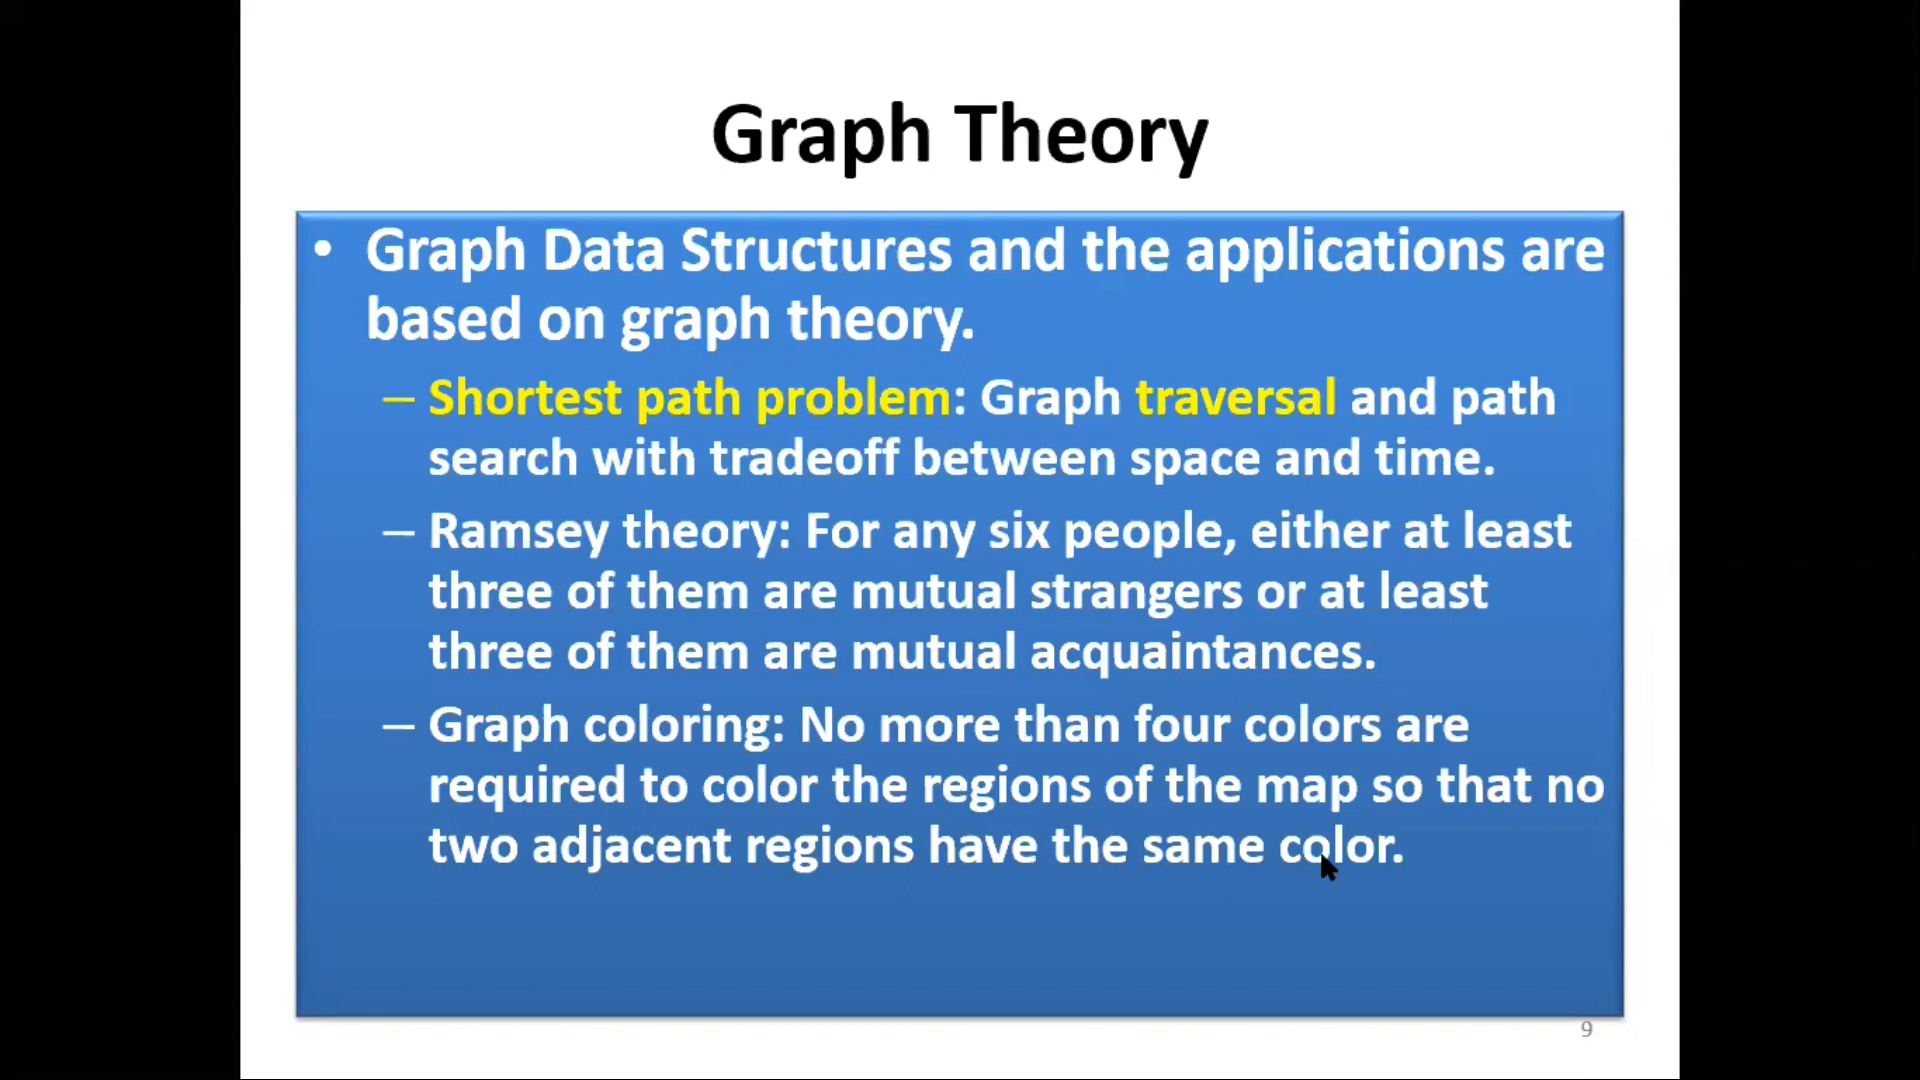 Graph Theory
• Graph Data Structures and the applications are
based on graph theory.
– Shortest path problem: Graph traversal and path
search with tradeoff between space and time.
– Ramsey theory: For any six people, either at least
three of them are mutual strangers or at least
three of them are mutual acquaintances.
– Graph coloring: No more than four colors are
required to color the regions of the map so that no
two adjacent regions have the same color.
9